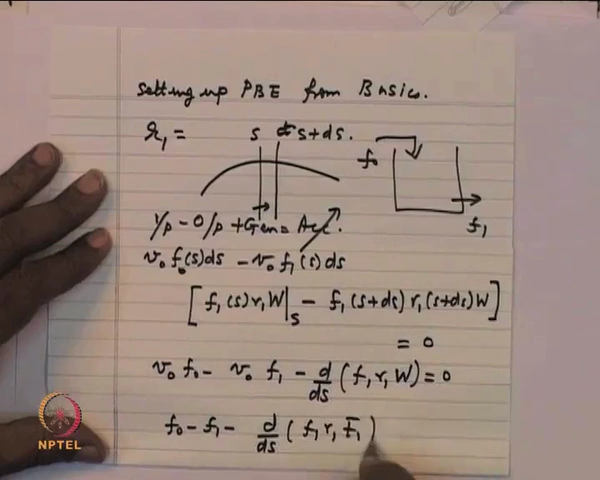 Setting up PBE from Basics.
r₁ = s s+ds.
f₀
f₁
I/p - O/p + Gen = Acc.
v₀ f₀(s)ds - v₀ f₁(s)ds
[ f₁(s) r₁ W|ₛ - f₁(s+ds) r₁(s+ds) W ]
= 0
v₀ f₀ - v₀ f₁ - d/ds (f₁ r₁ W) = 0
f₀ - f₁ - d/ds ( f₁ r₁ t̄₁ )
NPTEL